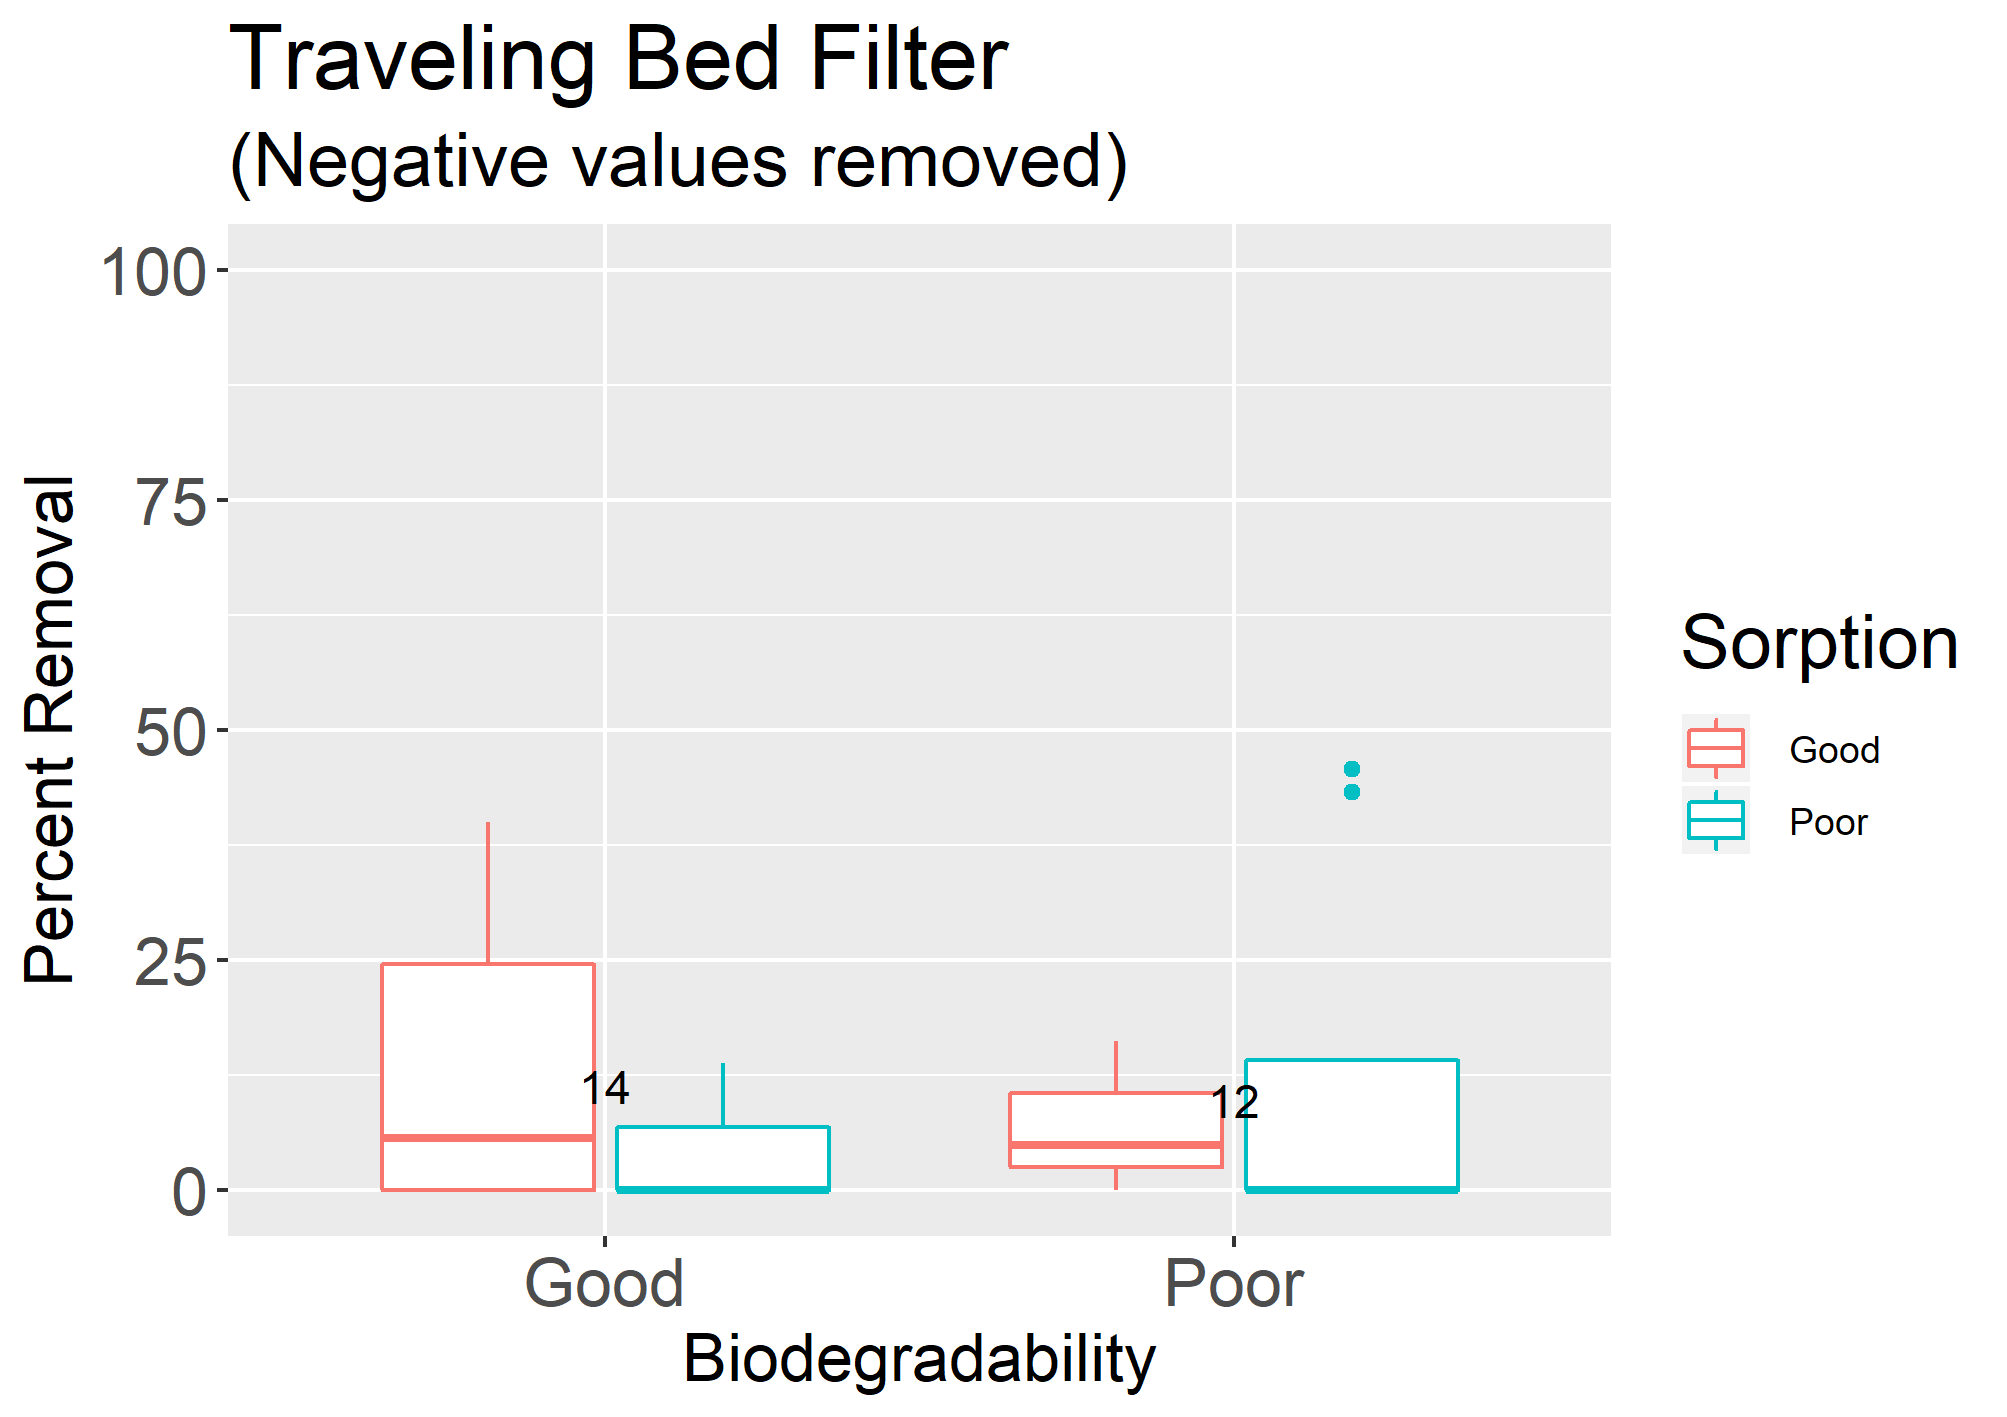 Traveling Bed Filter
(Negative values removed)
100
75
50
25
0
Percent Removal
14
12
Good
Poor
Biodegradability
Sorption
Good
Poor